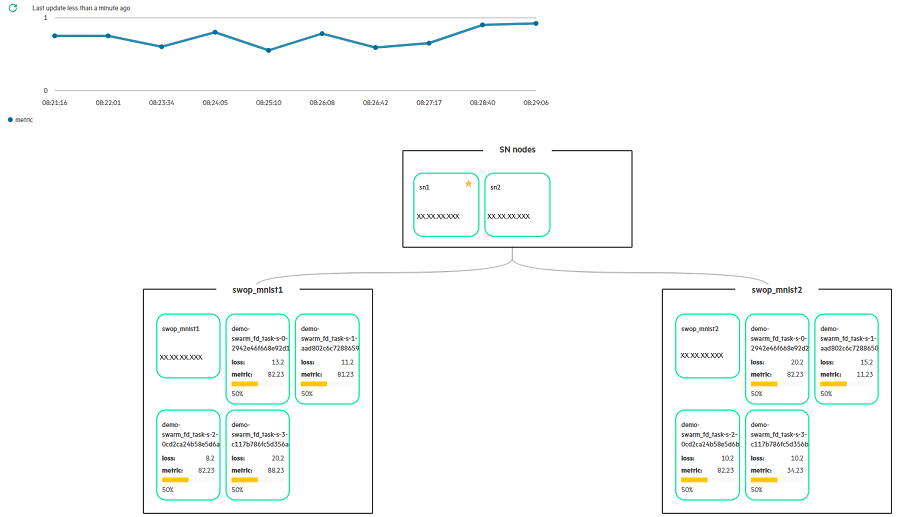 Last update less than a minute ago
1
0
08:21:16 08:22:01 08:23:34 08:24:05 08:25:10 08:26:08 08:26:42 08:27:17 08:28:40 08:29:06
metric
SN nodes
sn1
XX.XX.XX.XXX
sn2
XX.XX.XX.XXX
swop_mnist1
swop_mnist1
XX.XX.XX.XXX
demo-
swarm_fd_task-s-0-
2942e46f668e92d1
loss: 13.2
metric: 82.23
50%
demo-
swarm_fd_task-s-1-
aad802c6c7288659
loss: 11.2
metric: 81.23
50%
demo-
swarm_fd_task-s-2-
0cd2ca24b58e5d6a
loss: 8.2
metric: 82.23
50%
demo-
swarm_fd_task-s-3-
c117b786fc5d356a
loss: 20.2
metric: 88.23
50%
swop_mnist2
swop_mnist2
XX.XX.XX.XXX
demo-
swarm_fd_task-s-0-
2942e46f668e92d2
loss: 20.2
metric: 82.23
50%
demo-
swarm_fd_task-s-1-
aad802c6c7288650
loss: 15.2
metric: 11.23
50%
demo-
swarm_fd_task-s-2-
0cd2ca24b58e5d6b
loss: 10.2
metric: 82.23
50%
demo-
swarm_fd_task-s-3-
c117b786fc5d356b
loss: 10.2
metric: 34.23
50%